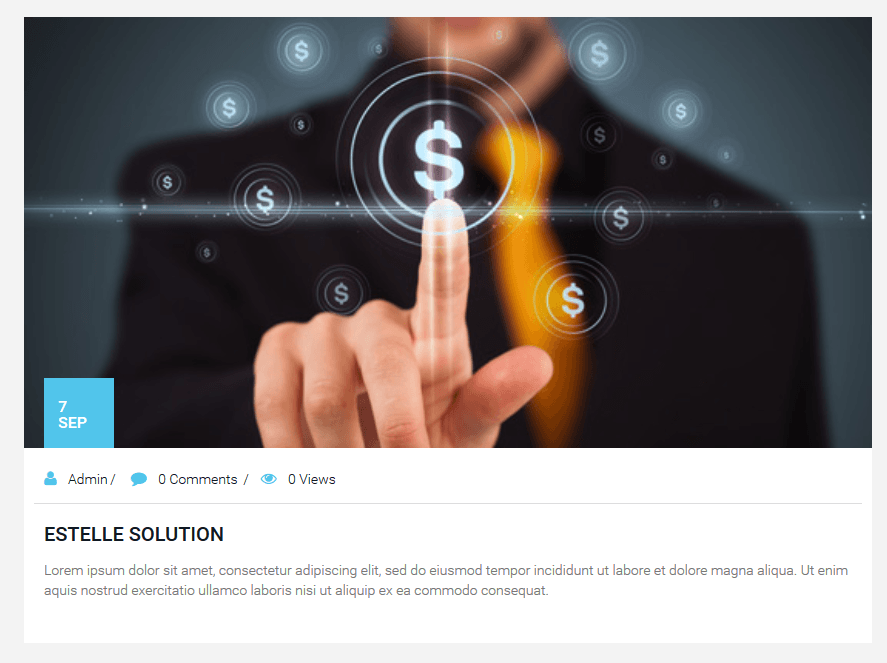 $ $ $ $
$ $
$ $ $
$ $ $
$ $
$ $ $
$
$ $
7
SEP
Admin / 0 Comments / 0 Views
ESTELLE SOLUTION
Lorem ipsum dolor sit amet, consectetur adipiscing elit, sed do eiusmod tempor incididunt ut labore et dolore magna aliqua. Ut enim
aquis nostrud exercitatio ullamco laboris nisi ut aliquip ex ea commodo consequat.